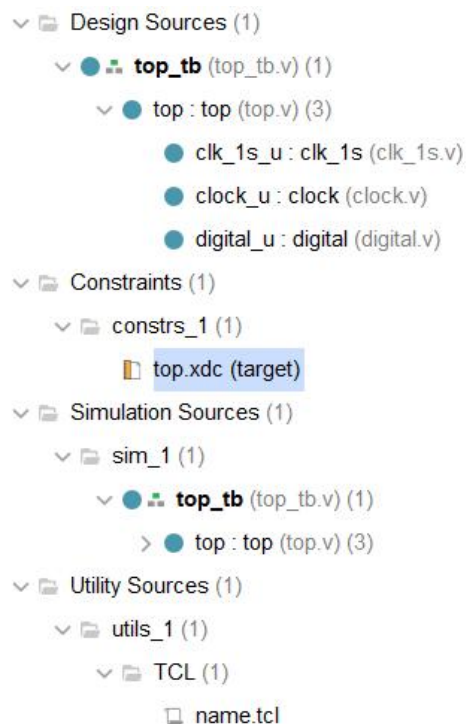 Design Sources (1)
top_tb (top_tb.v) (1)
top : top (top.v) (3)
clk_1s_u : clk_1s (clk_1s.v)
clock_u : clock (clock.v)
digital_u : digital (digital.v)
Constraints (1)
constrs_1 (1)
top.xdc (target)
Simulation Sources (1)
sim_1 (1)
top_tb (top_tb.v) (1)
top : top (top.v) (3)
Utility Sources (1)
utils_1 (1)
TCL (1)
name.tcl